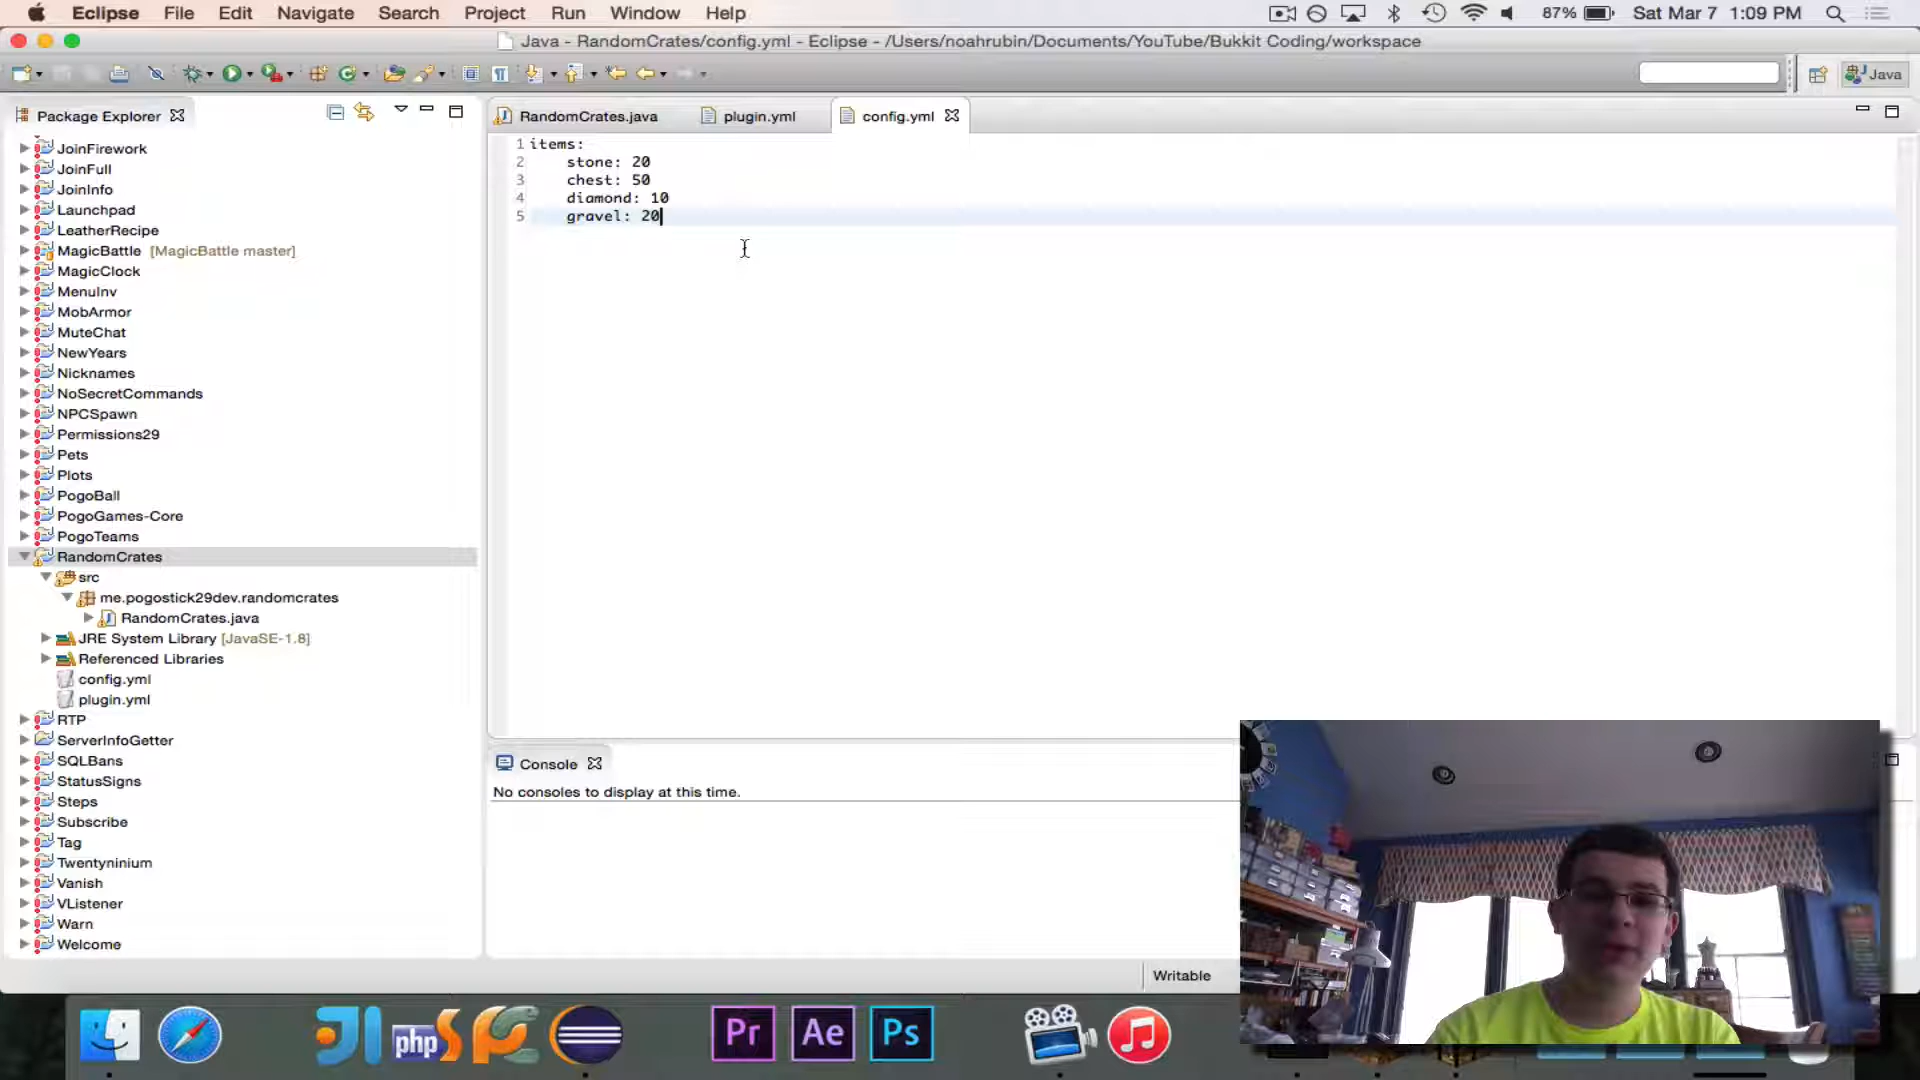 Eclipse File Edit Navigate Search Project Run Window Help 87% Sat Mar 7 1:09 PM
Java - RandomCrates/config.yml - Eclipse - /Users/noahrubin/Documents/YouTube/Bukkit Coding/workspace
Java
Package Explorer
JoinFirework
JoinFull
JoinInfo
Launchpad
LeatherRecipe
MagicBattle [MagicBattle master]
MagicClock
MenuInv
MobArmor
MuteChat
NewYears
Nicknames
NoSecretCommands
NPCSpawn
Permissions29
Pets
Plots
PogoBall
PogoGames-Core
PogoTeams
RandomCrates
src
me.pogostick29dev.randomcrates
RandomCrates.java
JRE System Library [JavaSE-1.8]
Referenced Libraries
config.yml
plugin.yml
RTP
ServerInfoGetter
SQLBans
StatusSigns
Steps
Subscribe
Tag
Twentyninium
Vanish
VListener
Warn
Welcome
RandomCrates.java plugin.yml config.yml
1 items:
2 stone: 20
3 chest: 50
4 diamond: 10
5 gravel: 20
Console
No consoles to display at this time.
Writable
JI phpS PC Pr Ae Ps